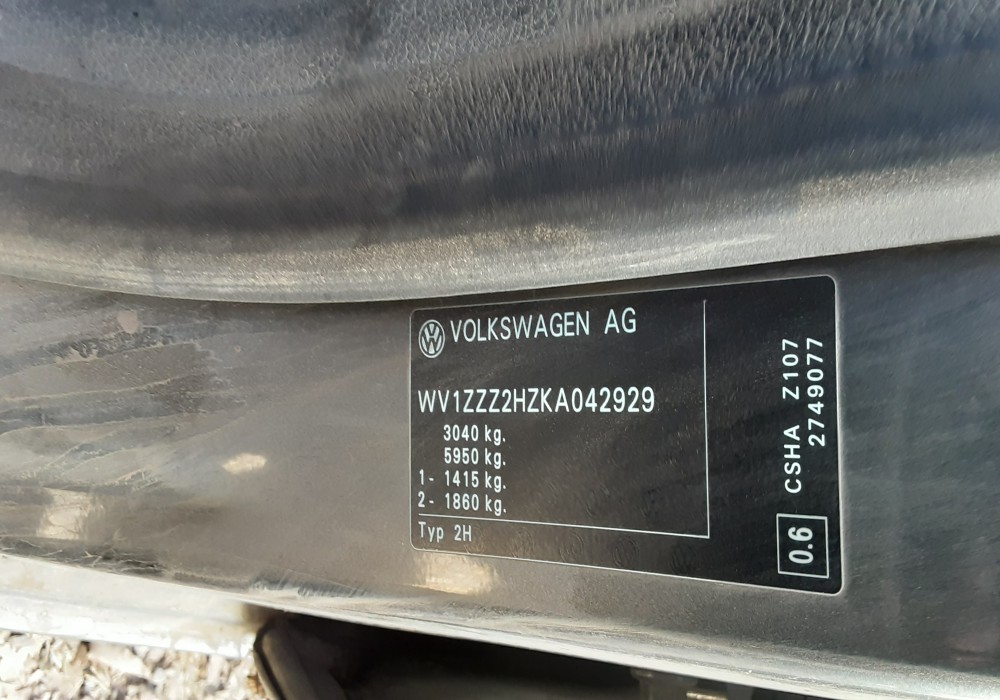 VOLKSWAGEN AG
WV1ZZZ2HZKA042929
3040 kg.
5950 kg.
1- 1415 kg.
2- 1860 kg.
Typ 2H
CSHA Z107
2749077
0.6